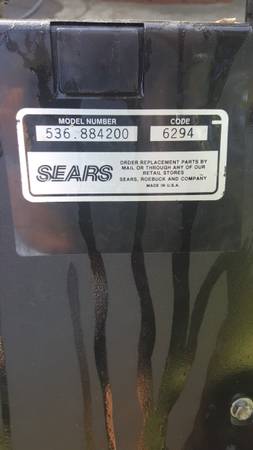 MODEL NUMBER CODE
536.884200 6294
SEARS
ORDER REPLACEMENT PARTS BY
MAIL OR THROUGH ANY OF OUR
RETAIL STORES
SEARS, ROEBUCK AND COMPANY
MADE IN U.S.A.